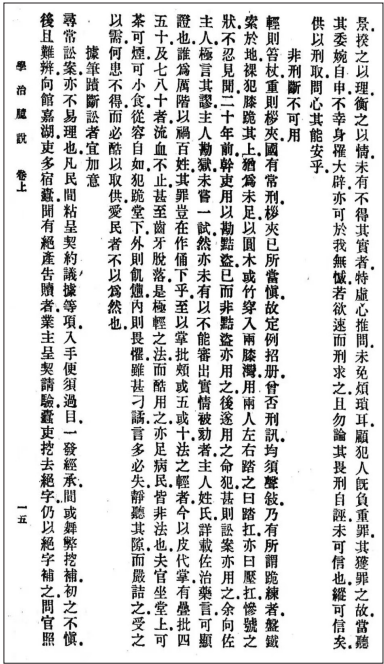 景揆之以理衡之以情未有不得其實者特虛心推問未免煩瑣耳顧犯人既負重罪其獲罪之故當聽
其委婉自申不幸身罹大辟亦可於我無憾若欲速而刑求之且勿論其畏刑自誣未可信也縱可信矣
供以刑取問心其能安乎
非刑斷不可用
輕則笞杖重則桚夾國有常刑桚夾已所當慎故定例招册曾否刑訊均須聲敍乃有所謂跪練者盤鐵
索於地裸犯膝跪其上猶爲未足以圓木或竹穿入兩膝灣用兩人左右踏之曰踏扛亦曰壓扛慘號之
狀不忍見聞二十年前幹吏用以勘黠盜已而非黠盜亦用之後遂用之命犯甚則訟案亦用之余向佐
主人極言其謬主人勘獄未嘗一試然亦未有以不能審出實情被劾者主人姓氏詳載佐治藥言可顯
證也誰爲厲階以禍百姓其罪豈在作俑下乎至以掌批頰或五或十法之輕者今以皮代掌有疊批四
五十及七八十者流血不止甚至齒牙脫落是極輕之法而酷用之亦足病民皆非法也夫官坐堂上可
茶可煙可小食從容自如犯跪堂下外則飢憊內則畏懼雖甚刁譎言多必失靜聽其隙而嚴詰之受之
以需何患不得而必酷以取供愛民者不以爲然也
據筆蹟斷訟者宜加意
尋常訟案亦不易理也凡民間粘呈契約議據等項入手便須過目一發經承間或舞弊挖補初之不慎
後且難辨向館嘉湖吏多宿蠹聞有絕產告贖者業主呈契請驗蠹吏挖去絕字仍以絕字補之問官照
學治臆說 卷上
一五